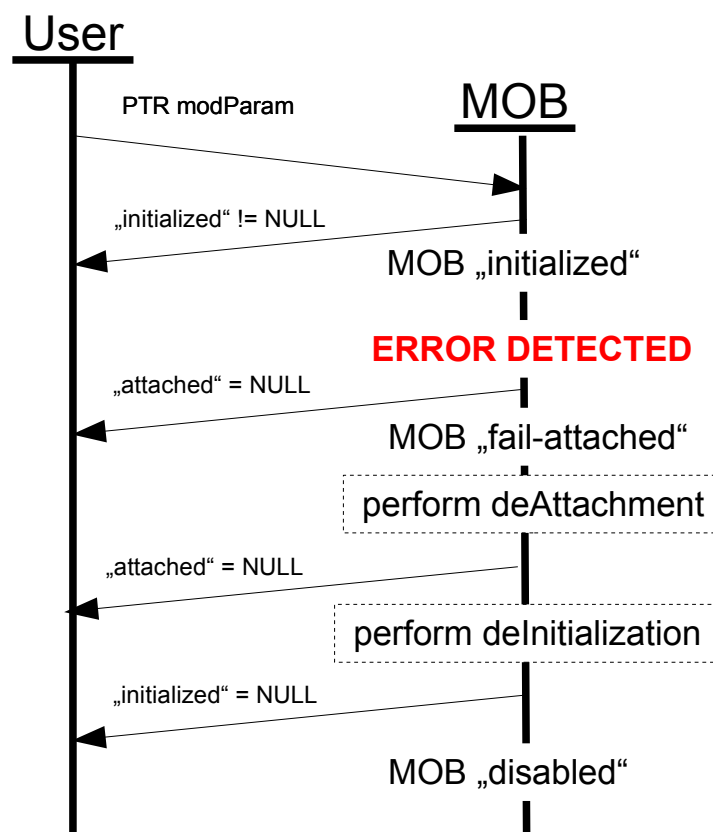 User
PTR modParam
MOB
„initialized“ != NULL
MOB „initialized“
ERROR DETECTED
„attached“ = NULL
MOB „fail-attached“
perform deAttachment
„attached“ = NULL
perform deInitialization
„initialized“ = NULL
MOB „disabled“